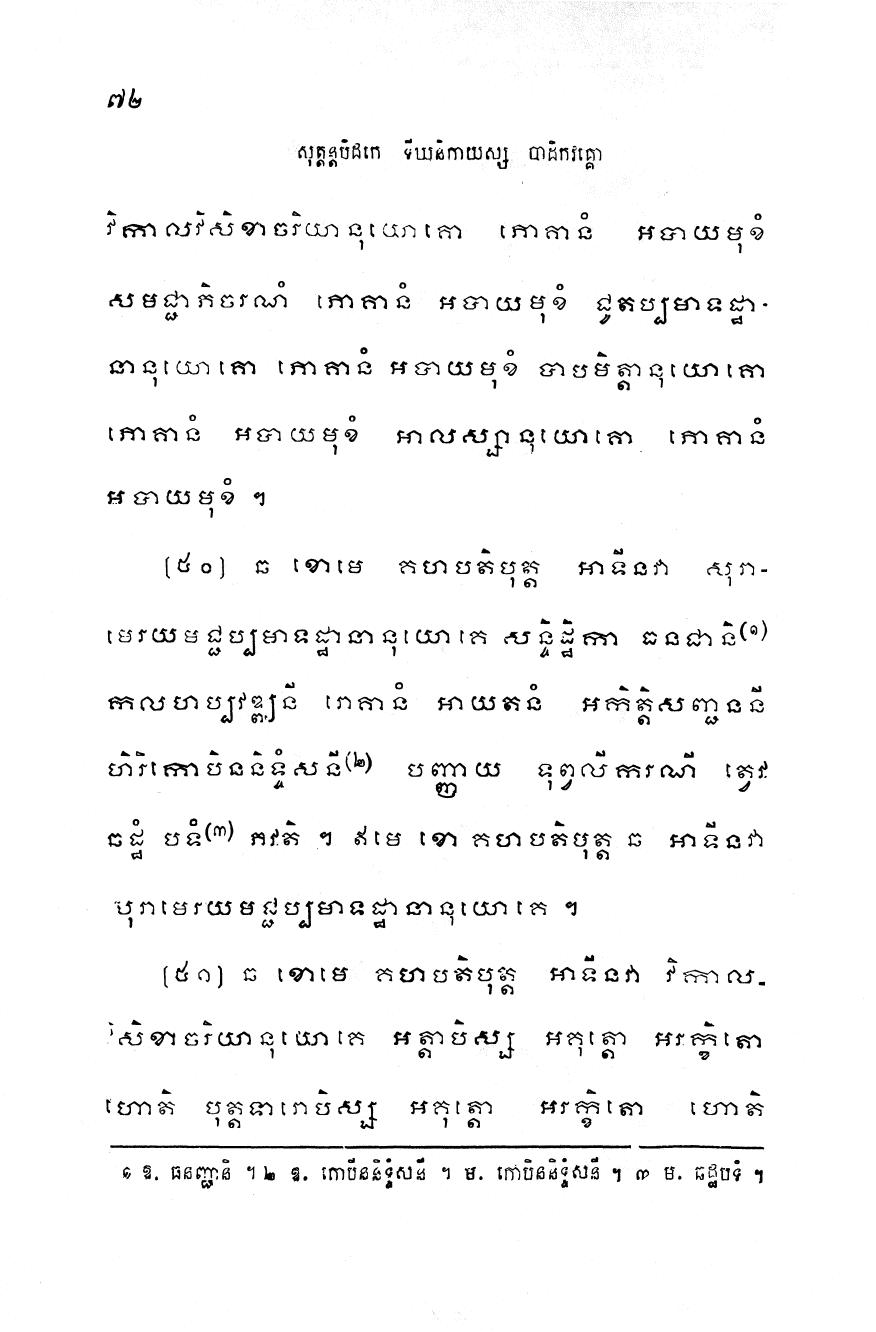 ៧២
សុត្តន្តបិដកេ ទីឃនិកាយស្ស បាដិកវគ្គោ
វិកាលវិសិខាចរិយានុយោគោ ភោគានំ អបាយមុខំ
សមជ្ជាភិចរណំ ភោគានំ អបាយមុខំ ជូតប្បមាទដ្ឋា-
នានុយោគោ ភោគានំ អបាយមុខំ បាបមិត្តានុយោគោ
ភោគានំ អបាយមុខំ អាលស្សានុយោគោ ភោគានំ
អបាយមុខំ ។
(៥០) ឆ ខោមេ គហបតិបុត្ត អាទីនវា សុរា-
មេរយមជ្ជប្បមាទដ្ឋានានុយោគេ សន្ទិដ្ឋិកា ធនជានិ(១)
កលហប្បវឌ្ឍនី រោគានំ អាយតនំ អកិត្តិសញ្ជននី
ហិរិកោបិននិទ្ទំសនី(២) បញ្ញាយ ទុព្វលីករណី ត្វេវ
ឆដ្ឋំ បទំ(៣) ភវតិ ។ ឥមេ ខោ គហបតិបុត្ត ឆ អាទីនវា
សុរាមេរយមជ្ជប្បមាទដ្ឋានានុយោគេ ។
(៥១) ឆ ខោមេ គហបតិបុត្ត អាទីនវា វិកាល-
វិសិខាចរិយានុយោគេ អត្តាបិស្ស អគុត្តោ អរក្ខិតោ
ហោតិ បុត្តទារោបិស្ស អគុត្តោ អរក្ខិតោ ហោតិ
១ ឱ. ធនញ្ជានិ ។ ២ ឱ. កោបីននិទ្ទំសនី ។ ម. កោបិននិទ្ទំសនី ។ ៣ ម. ឆដ្ឋបទំ ។